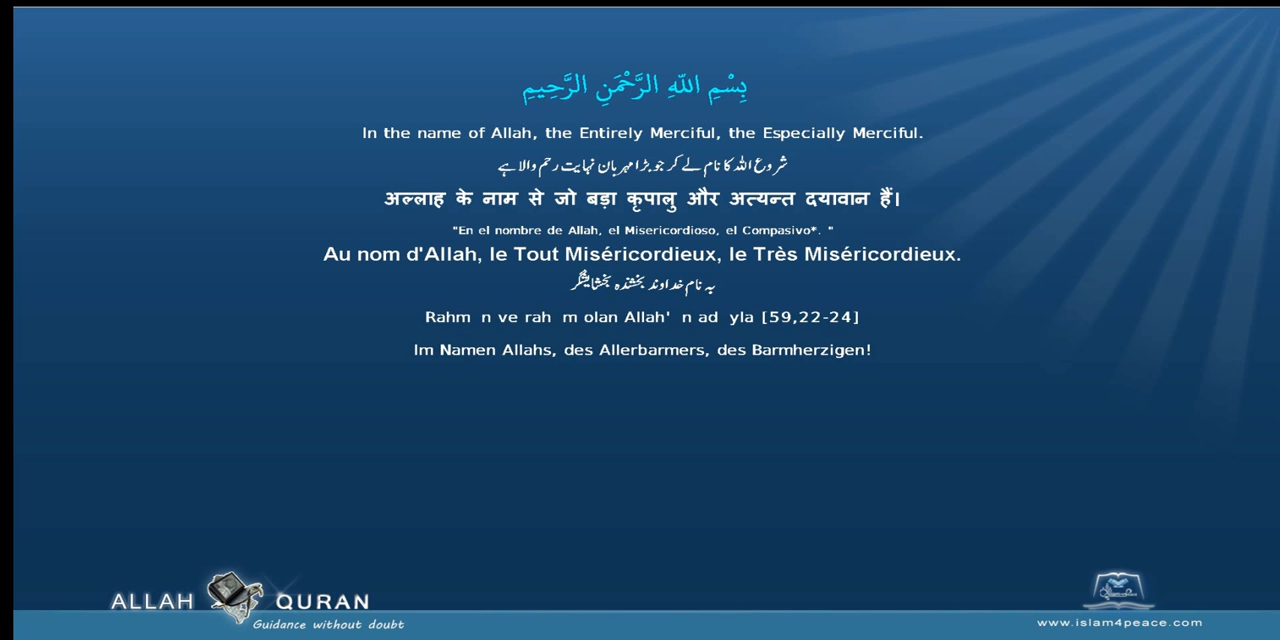 بِسْمِ اللَّهِ الرَّحْمَنِ الرَّحِيمِ
In the name of Allah, the Entirely Merciful, the Especially Merciful.
شروع الله کا نام لے کر جو بڑا مہربان نہایت رحم والا ہے
अल्लाह के नाम से जो बड़ा कृपालु और अत्यन्त दयावान हैं।
"En el nombre de Allah, el Misericordioso, el Compasivo*. "
Au nom d'Allah, le Tout Miséricordieux, le Très Miséricordieux.
به نام خداوند بخشنده بخشایشگر
Rahm n ve rah m olan Allah' n ad yla [59,22-24]
Im Namen Allahs, des Allerbarmers, des Barmherzigen!
ALLAH QURAN
Guidance without doubt
www.islam4peace.com